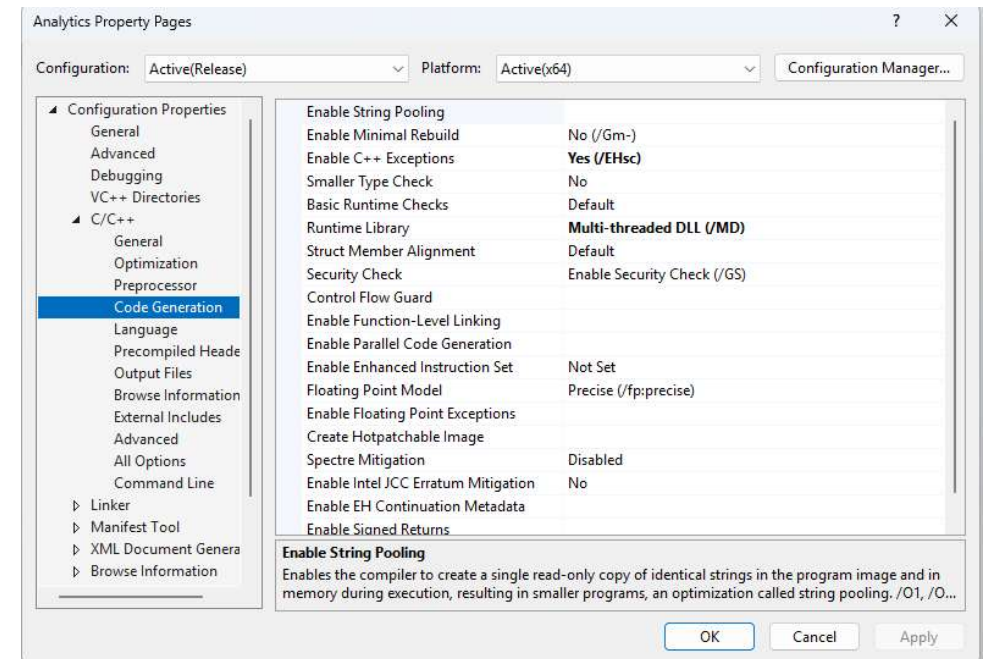 Analytics Property Pages
? ×
Configuration: Active(Release) Platform: Active(x64) Configuration Manager...
Configuration Properties
General
Advanced
Debugging
VC++ Directories
C/C++
General
Optimization
Preprocessor
Code Generation
Language
Precompiled Heade
Output Files
Browse Information
External Includes
Advanced
All Options
Command Line
Linker
Manifest Tool
XML Document Genera
Browse Information
Enable String Pooling
Enable Minimal Rebuild No (/Gm-)
Enable C++ Exceptions Yes (/EHsc)
Smaller Type Check No
Basic Runtime Checks Default
Runtime Library Multi-threaded DLL (/MD)
Struct Member Alignment Default
Security Check Enable Security Check (/GS)
Control Flow Guard
Enable Function-Level Linking
Enable Parallel Code Generation
Enable Enhanced Instruction Set Not Set
Floating Point Model Precise (/fp:precise)
Enable Floating Point Exceptions
Create Hotpatchable Image
Spectre Mitigation Disabled
Enable Intel JCC Erratum Mitigation No
Enable EH Continuation Metadata
Enable Signed Returns
Enable String Pooling
Enables the compiler to create a single read-only copy of identical strings in the program image and in
memory during execution, resulting in smaller programs, an optimization called string pooling. /O1, /O...
OK Cancel Apply